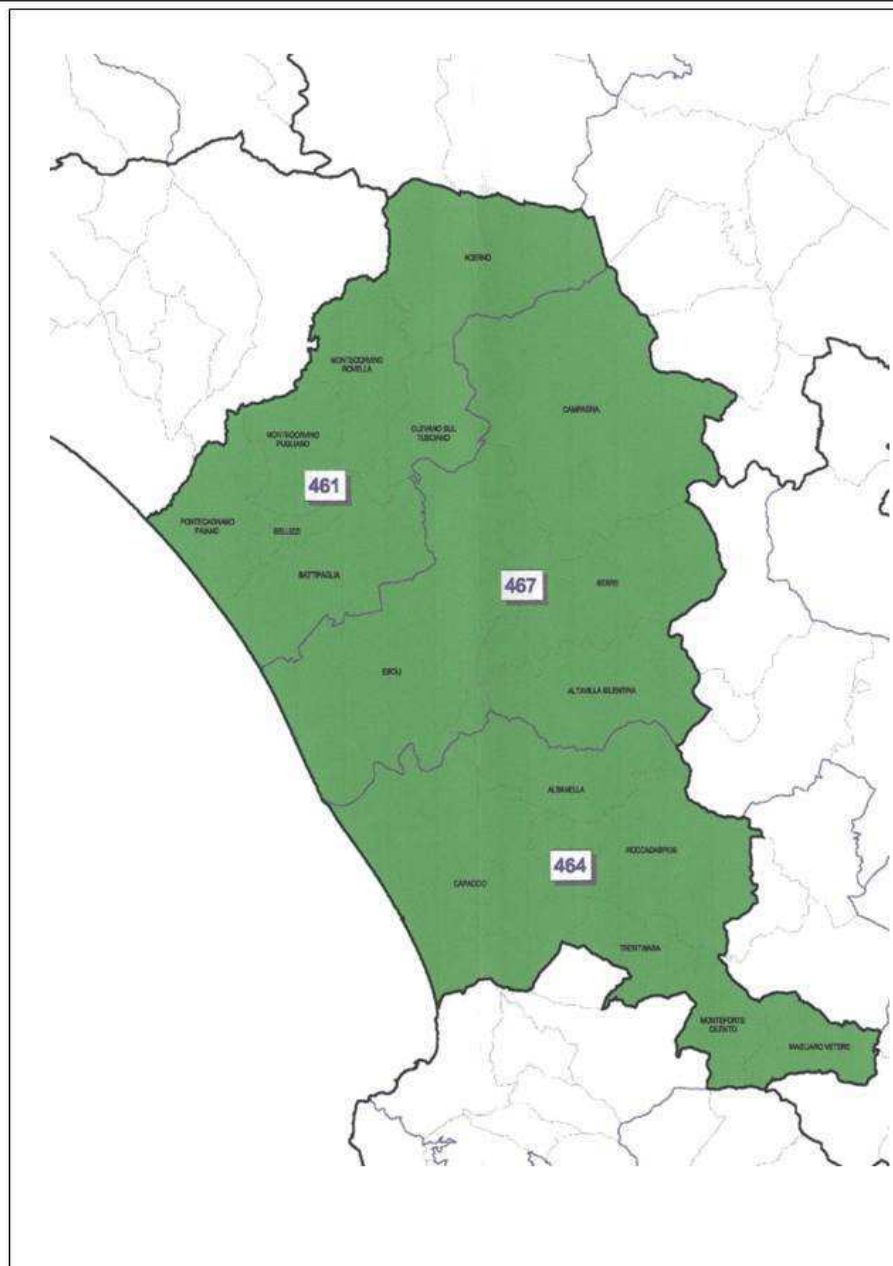 ACERNO
MONTECORVINO
ROVELLA
CAMPAGNA
OLEVANO SUL
TUSCIANO
MONTECORVINO
PUGLIANO
461
PONTECAGNANO
FAIANO
BELLIZZI
BATTIPAGLIA
467
SERRE
EBOLI
ALTAVILLA SILENTINA
ALBANELLA
ROCCADASPIDE
464
CAPACCIO
TRENTINARA
MONTEFORTE
CILENTO
MAGLIANO VETERE